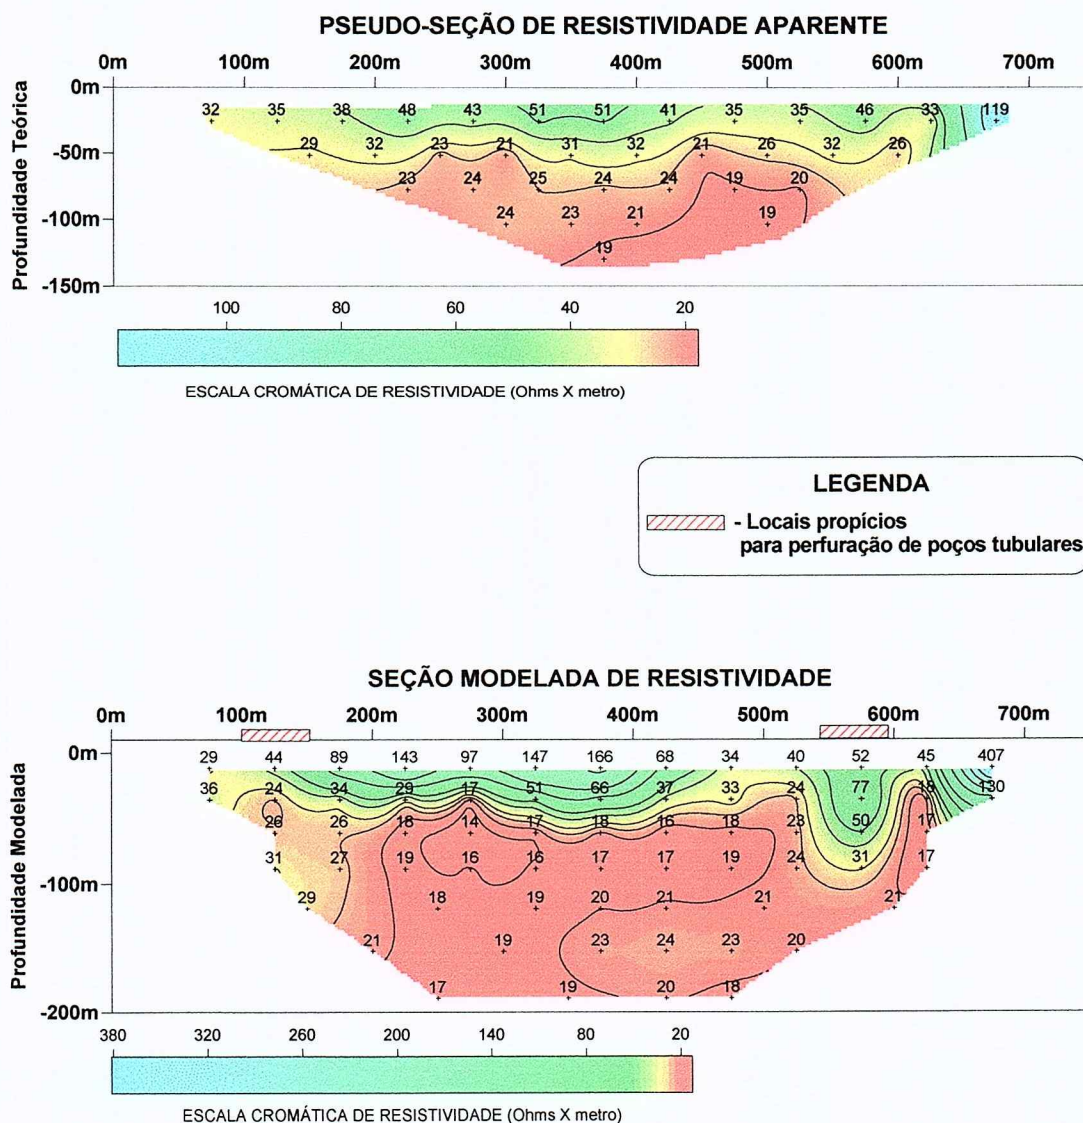 PSEUDO-SEÇÃO DE RESISTIVIDADE APARENTE
0m 100m 200m 300m 400m 500m 600m 700m
Profundidade Teórica
0m
-50m
-100m
-150m
32 35 38 48 43 51 51 41 35 35 46 33 119
29 32 23 21 31 32 21 26 32 26
23 24 25 24 24 19 20
24 23 21 19
19
100 80 60 40 20
ESCALA CROMÁTICA DE RESISTIVIDADE (Ohms X metro)
LEGENDA
- Locais propícios
para perfuração de poços tubulares
SEÇÃO MODELADA DE RESISTIVIDADE
0m 100m 200m 300m 400m 500m 600m 700m
Profundidade Modelada
0m
-100m
-200m
29 44 89 143 97 147 166 68 34 40 52 45 407
36 24 34 29 17 51 66 37 33 24 77 18 130
26 26 18 14 17 18 16 18 23 50 17
31 27 19 16 16 17 17 19 24 31 17
29 18 19 20 21 21 21
21 19 23 24 23 20
17 19 20 18
380 320 260 200 140 80 20
ESCALA CROMÁTICA DE RESISTIVIDADE (Ohms X metro)